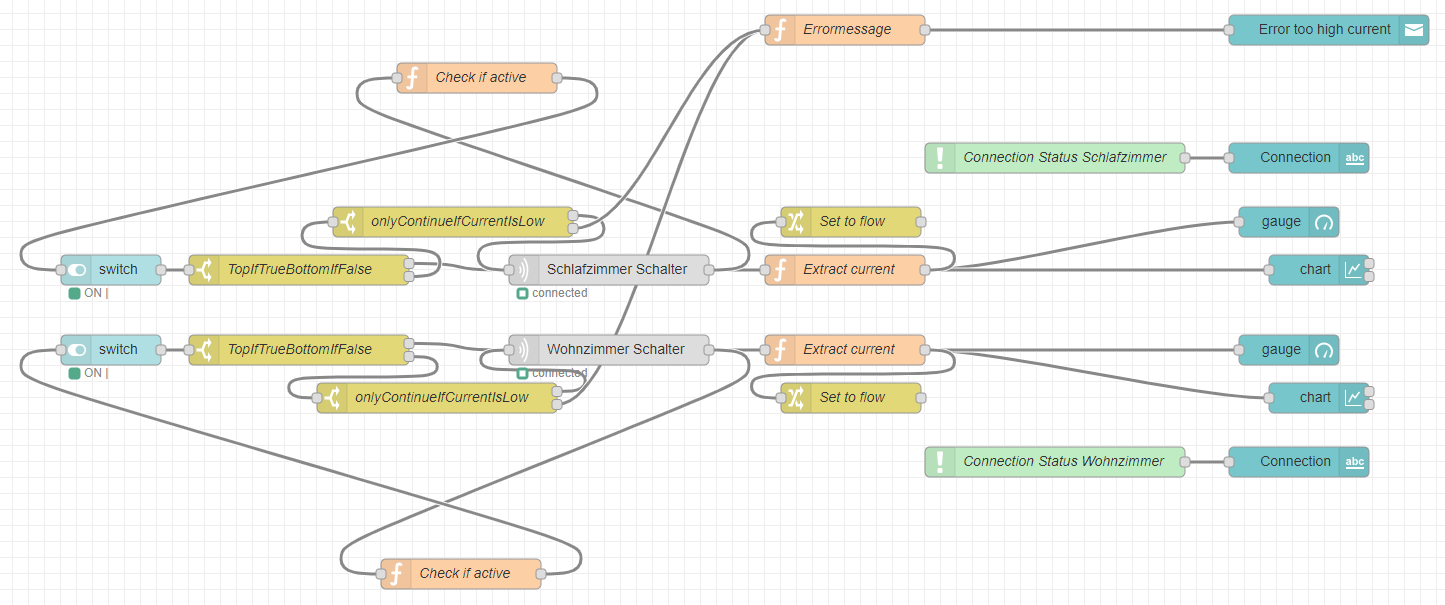 Errormessage
Error too high current
Check if active
Connection Status Schlafzimmer
Connection
abc
onlyContinueIfCurrentIsLow
Set to flow
gauge
switch
TopIfTrueBottomIfFalse
Schlafzimmer Schalter
Extract current
chart
ON |
connected
switch
TopIfTrueBottomIfFalse
Wohnzimmer Schalter
Extract current
gauge
ON |
connected
onlyContinueIfCurrentIsLow
Set to flow
chart
Connection Status Wohnzimmer
Connection
abc
Check if active